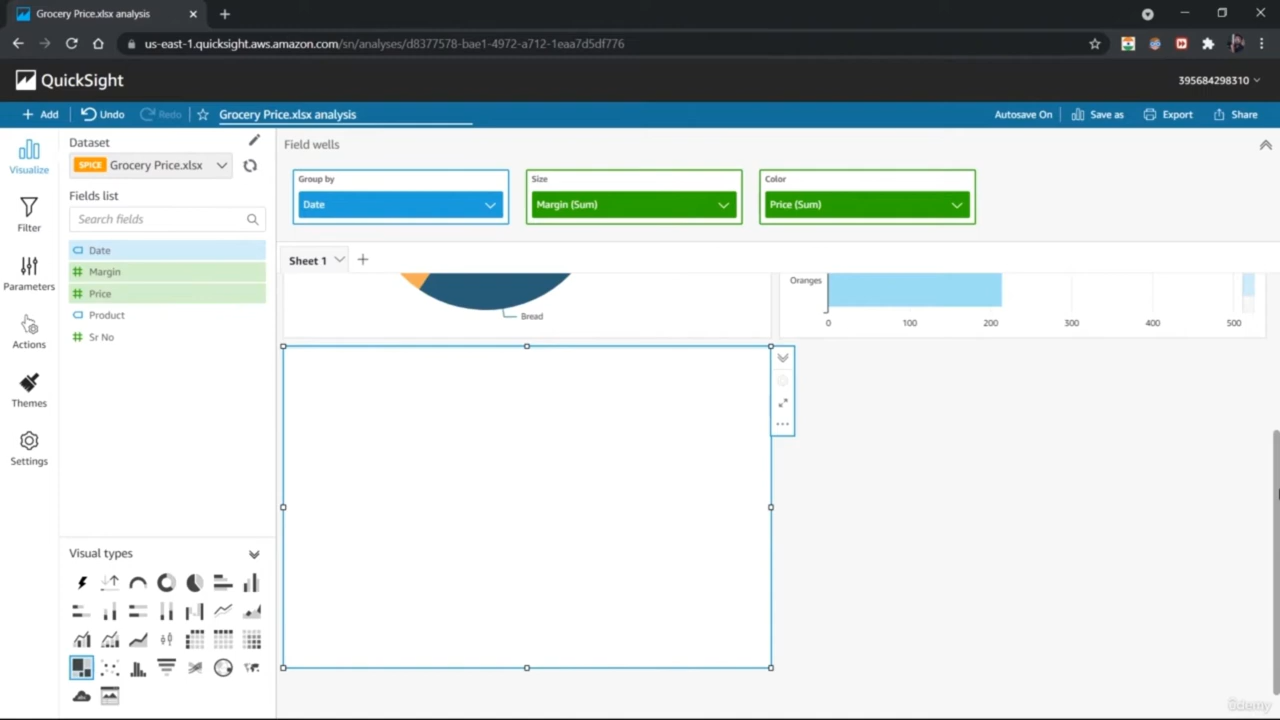 Grocery Price.xlsx analysis
us-east-1.quicksight.aws.amazon.com/sn/analyses/d8377578-bae1-4972-a712-1eaa7d5df776
QuickSight
395684298310
Add
Undo
Redo
Grocery Price.xlsx analysis
Autosave On
Save as
Export
Share
Visualize
Filter
Parameters
Actions
Themes
Settings
Dataset
SPICE Grocery Price.xlsx
Fields list
Search fields
Date
Margin
Price
Product
Sr No
Visual types
Field wells
Group by
Date
Size
Margin (Sum)
Color
Price (Sum)
Sheet 1
Bread
Oranges
0 100 200 300 400 500
Udemy